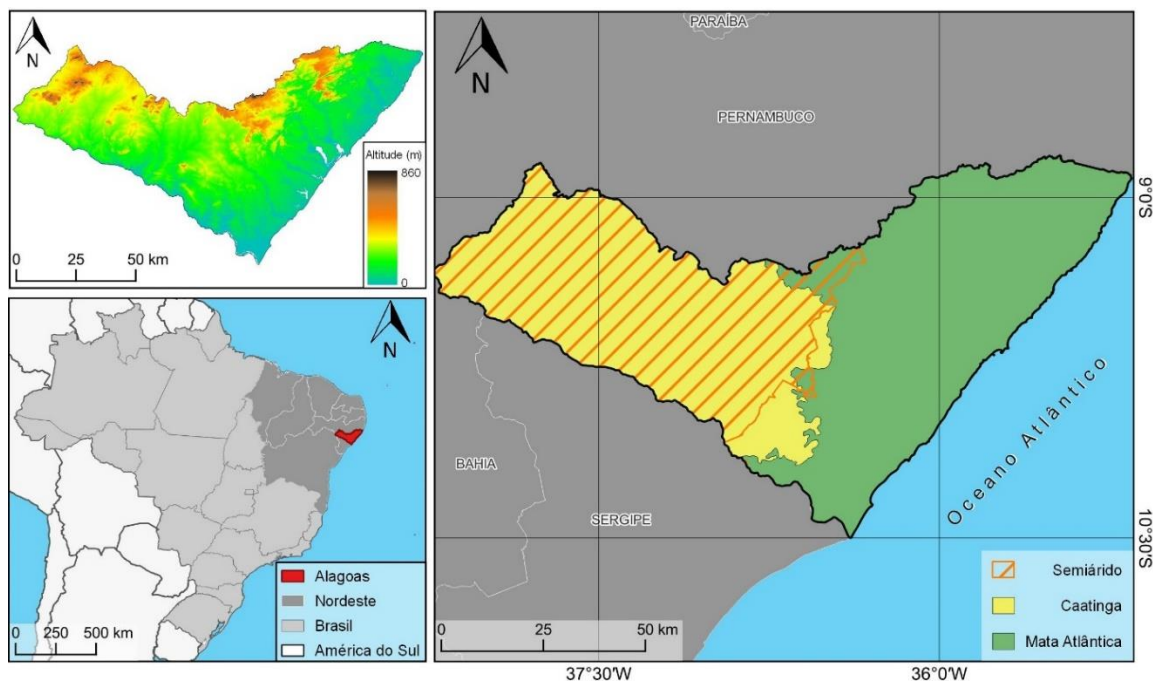 N
Altitude (m)
860
0
0 25 50 km
N
Alagoas
Nordeste
Brasil
América do Sul
0 250 500 km
N
PARAÍBA
PERNAMBUCO
BAHIA
SERGIPE
Oceano Atlântico
9°0'S
10°30'S
Semiárido
Caatinga
Mata Atlântica
0 25 50 km
37°30'W
36°0'W